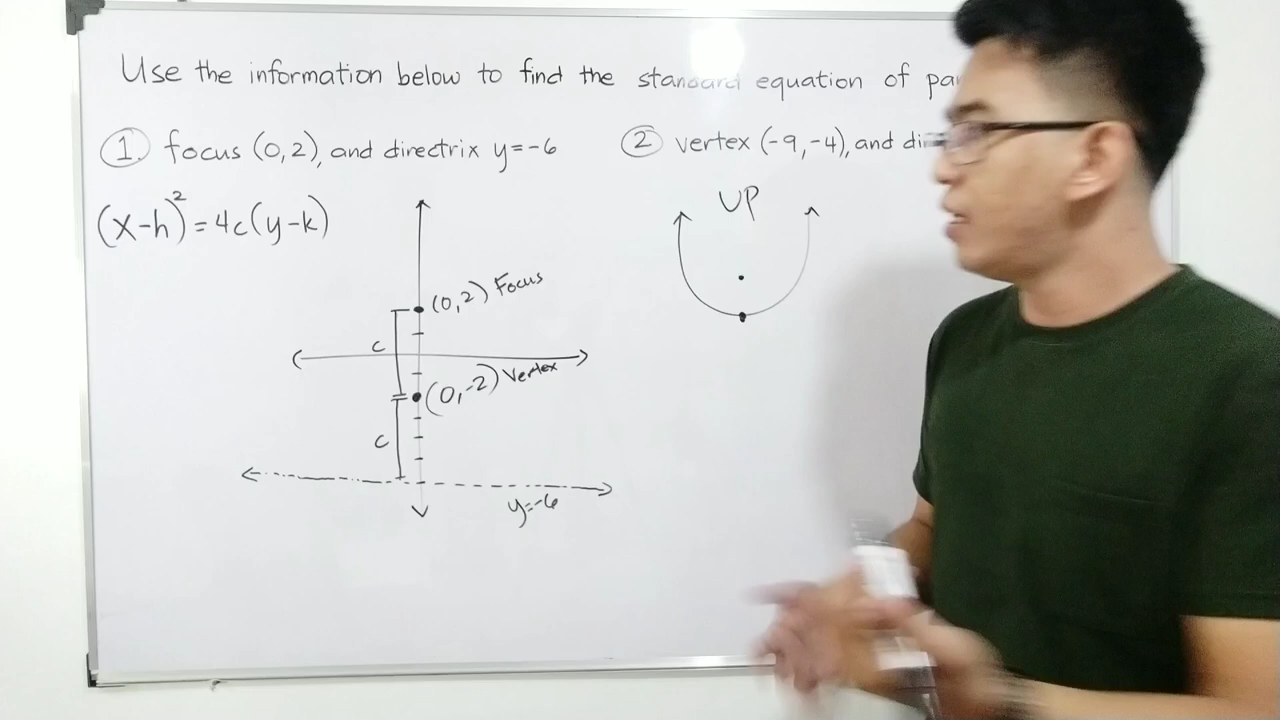 Use the information below to find the standard equation of pa
① focus (0,2), and directrix y=-6
② vertex (-9,-4), and di
(x-h)²=4c(y-k)
UP
(0,2) Focus
c
(0,-2) Vertex
c
y=-6